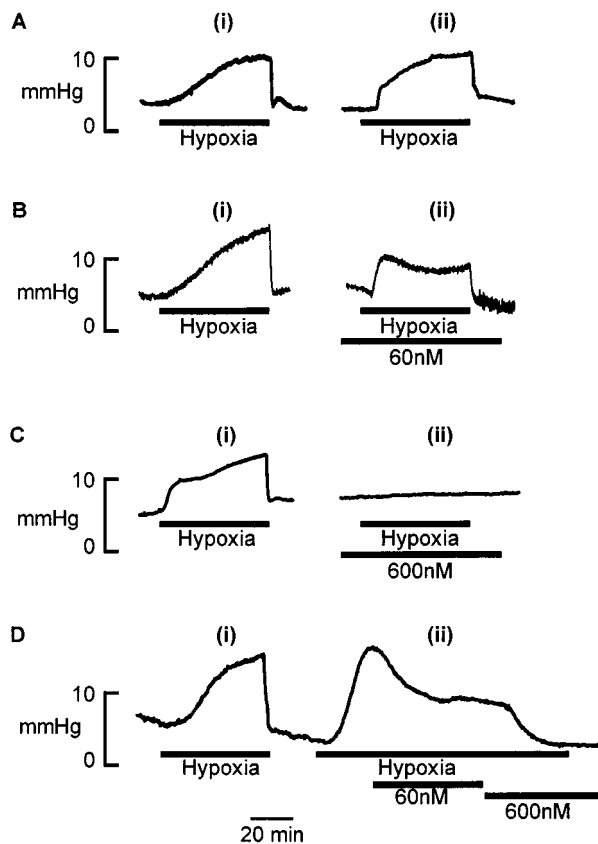 A (i) (ii)
10
mmHg
0
Hypoxia Hypoxia
B (i) (ii)
10
mmHg
0
Hypoxia Hypoxia
60nM
C (i) (ii)
10
mmHg
0
Hypoxia Hypoxia
600nM
D (i) (ii)
10
mmHg
0
Hypoxia Hypoxia
60nM
600nM
20 min